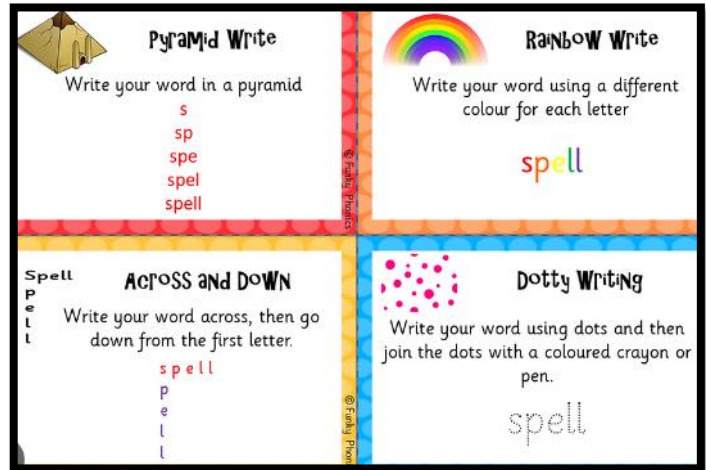 Pyramid Write
Write your word in a pyramid
s
sp
spe
spel
spell
© Funky Phonics
Rainbow Write
Write your word using a different
colour for each letter
spell
Spell
p
e
l
l
Across and Down
Write your word across, then go
down from the first letter.
s p e l l
p
e
l
l
© Funky Phon
Dotty Writing
Write your word using dots and then
join the dots with a coloured crayon or
pen.
spell